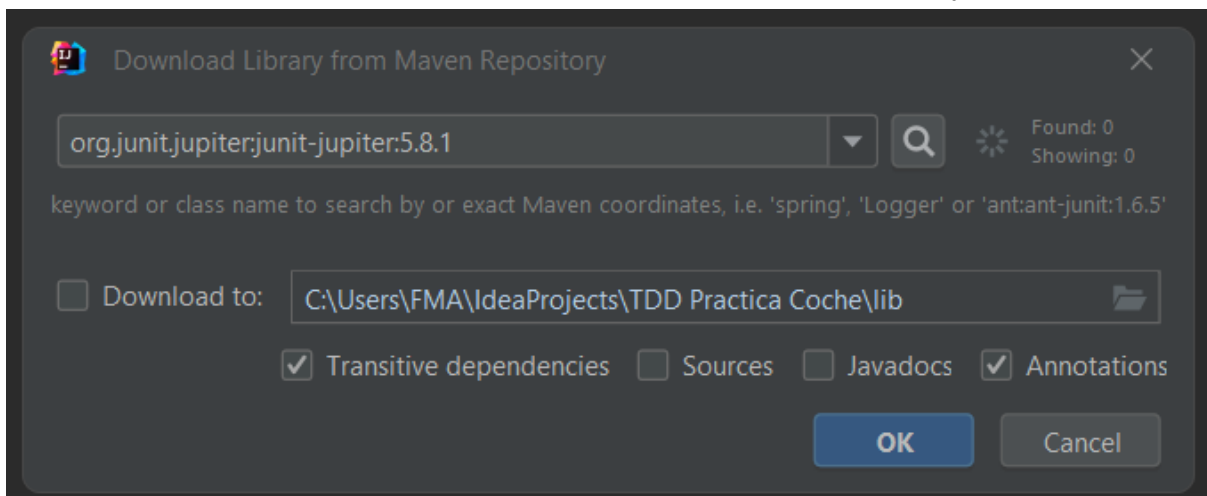 Download Library from Maven Repository
org.junit.jupiter:junit-jupiter:5.8.1
Found: 0
Showing: 0
keyword or class name to search by or exact Maven coordinates, i.e. 'spring', 'Logger' or 'ant:ant-junit:1.6.5'
Download to: C:\Users\FMA\IdeaProjects\TDD Practica Coche\lib
Transitive dependencies Sources Javadocs Annotations
OK Cancel